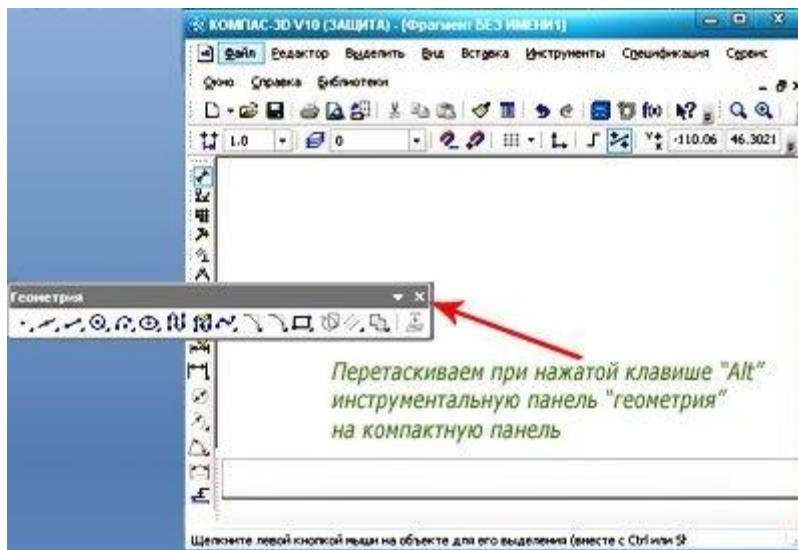 КОМПАС-3D V10 (ЗАЩИТА) - [Фрагмент БЕЗ ИМЕНИ1]
Файл Редактор Выделить Вид Вставка Инструменты Спецификация Сервис
Окно Справка Библиотеки
1.0 0 -110.06 46.3021
Геометрия
Перетаскиваем при нажатой клавише "Alt"
инструментальную панель "геометрия"
на компактную панель
Щелкните левой кнопкой мыши на объекте для его выделения (вместе с Ctrl или Sh